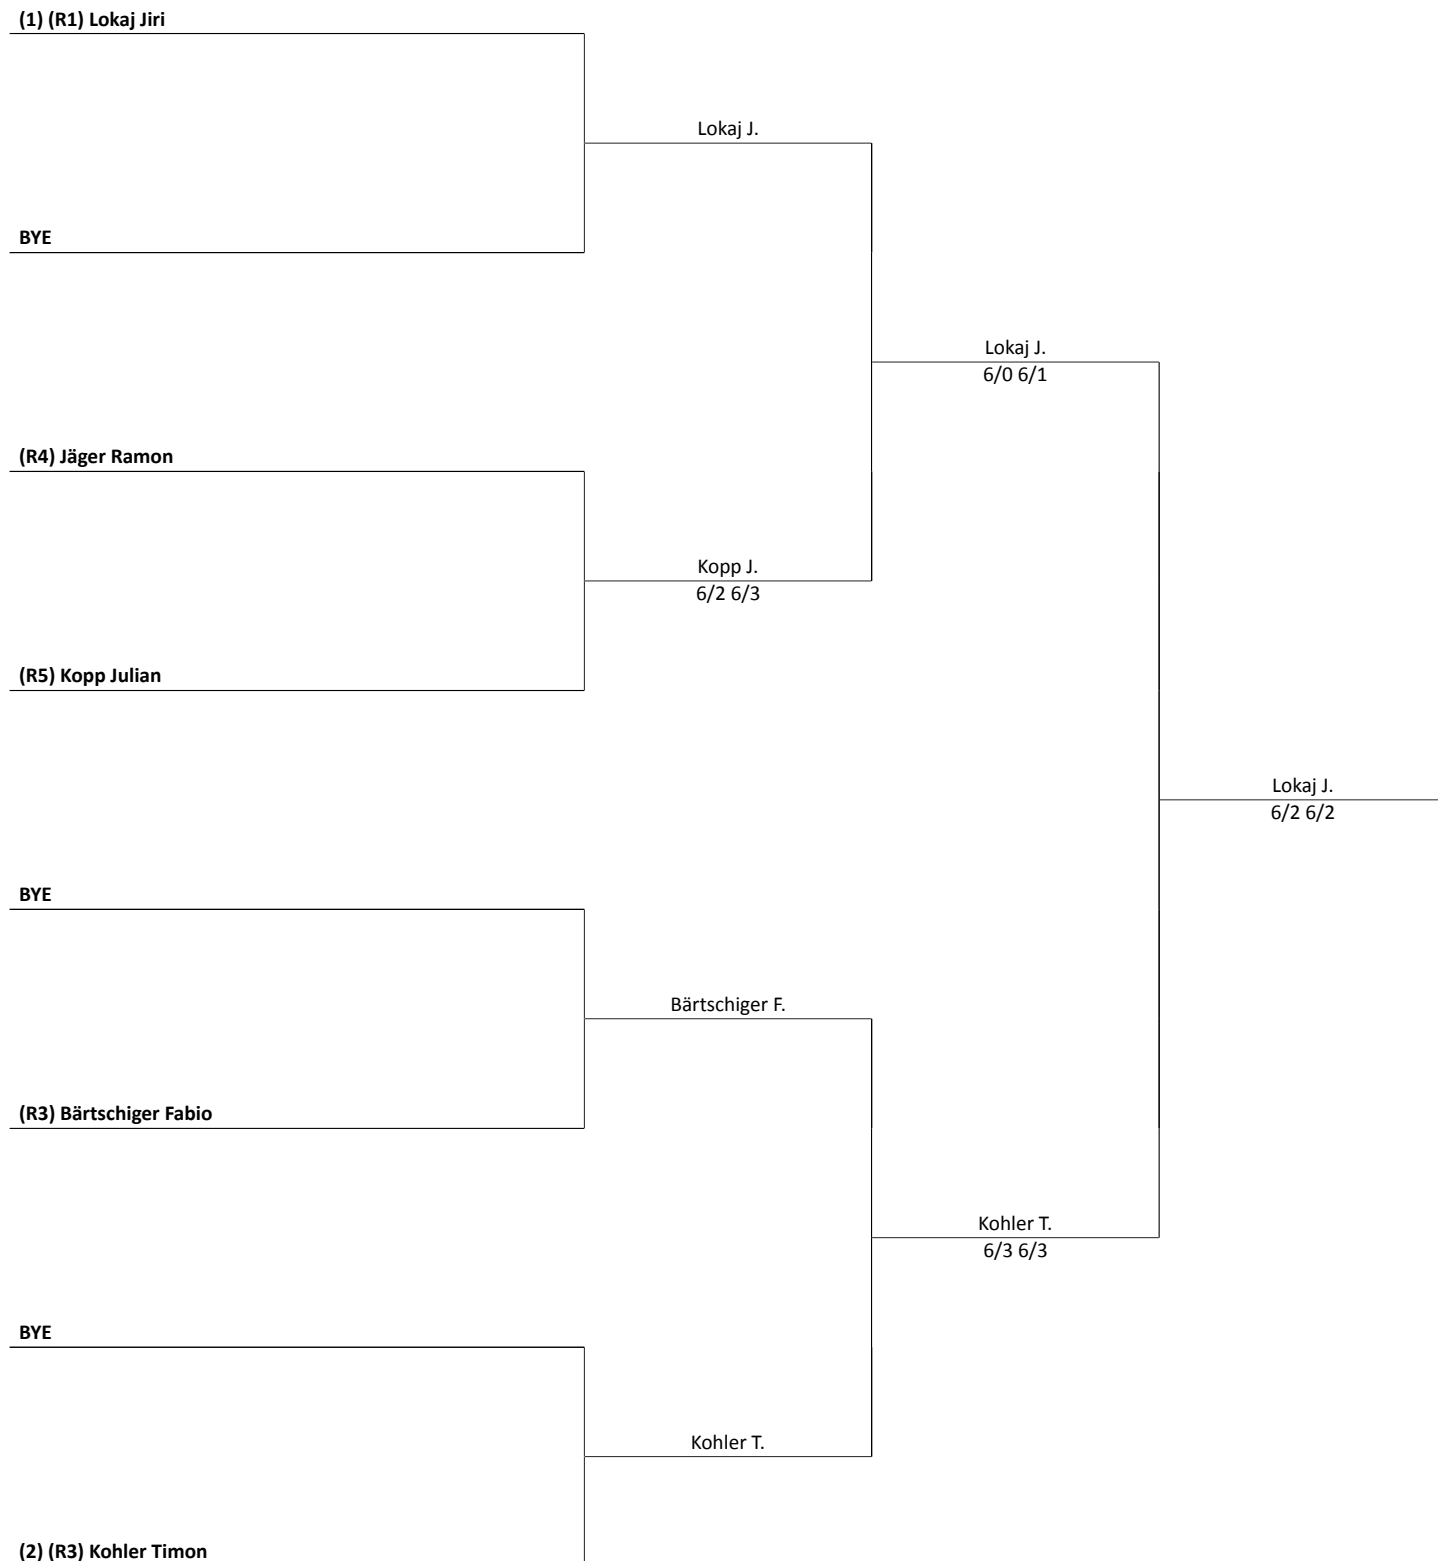 (1) (R1) Lokaj Jiri
Lokaj J.
BYE
Lokaj J.
6/0 6/1
(R4) Jäger Ramon
Kopp J.
6/2 6/3
(R5) Kopp Julian
Lokaj J.
6/2 6/2
BYE
Bärtschiger F.
(R3) Bärtschiger Fabio
Kohler T.
6/3 6/3
BYE
Kohler T.
(2) (R3) Kohler Timon